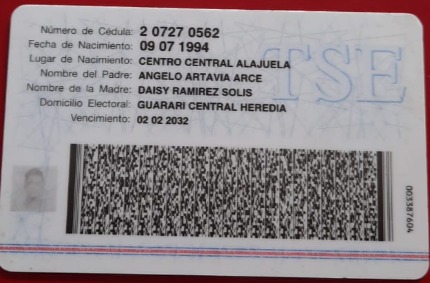 Número de Cédula: 2 0727 0562
Fecha de Nacimiento: 09 07 1994
Lugar de Nacimiento: CENTRO CENTRAL ALAJUELA
Nombre del Padre: ANGELO ARTAVIA ARCE
Nombre de la Madre: DAISY RAMIREZ SOLIS
Domicilio Electoral: GUARARI CENTRAL HEREDIA
Vencimiento: 02 02 2032
TSE
003387604